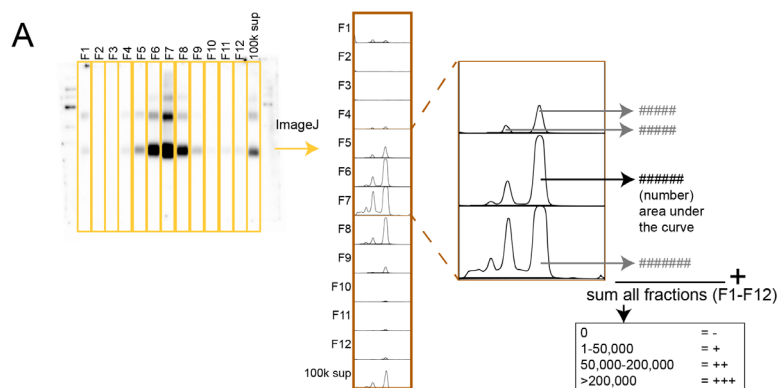 A
F1
F2
F3
F4
F5
F6
F7
F8
F9
F10
F11
F12
100k sup
ImageJ
F1
F2
F3
F4
F5
F6
F7
F8
F9
F10
F11
F12
100k sup
#####
#####
######
(number)
area under
the curve
#######
+
sum all fractions (F1-F12)
0 = -
1-50,000 = +
50,000-200,000 = ++
>200,000 = +++